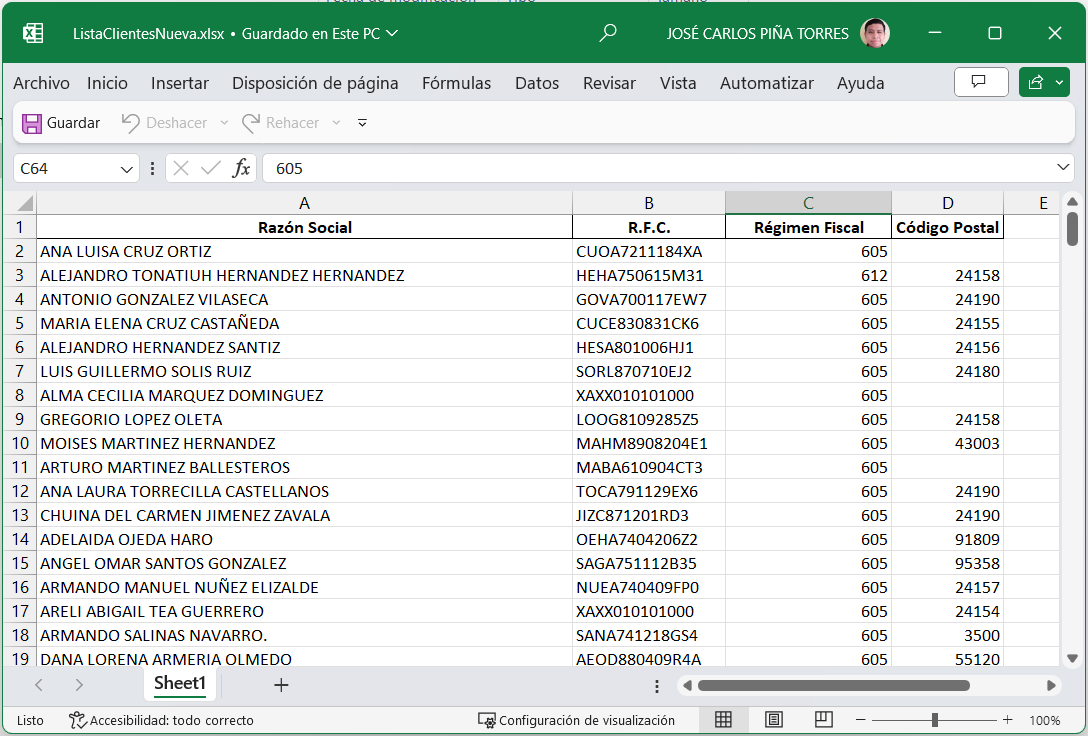 ListaClientesNueva.xlsx • Guardado en Este PC
JOSÉ CARLOS PIÑA TORRES
Archivo Inicio Insertar Disposición de página Fórmulas Datos Revisar Vista Automatizar Ayuda
Guardar Deshacer Rehacer
C64 fx 605
A B C D E
1 Razón Social R.F.C. Régimen Fiscal Código Postal
2 ANA LUISA CRUZ ORTIZ CUOA7211184XA 605
3 ALEJANDRO TONATIUH HERNANDEZ HERNANDEZ HEHA750615M31 612 24158
4 ANTONIO GONZALEZ VILASECA GOVA700117EW7 605 24190
5 MARIA ELENA CRUZ CASTAÑEDA CUCE830831CK6 605 24155
6 ALEJANDRO HERNANDEZ SANTIZ HESA801006HJ1 605 24156
7 LUIS GUILLERMO SOLIS RUIZ SORL870710EJ2 605 24180
8 ALMA CECILIA MARQUEZ DOMINGUEZ XAXX010101000 605
9 GREGORIO LOPEZ OLETA LOOG8109285Z5 605 24158
10 MOISES MARTINEZ HERNANDEZ MAHM8908204E1 605 43003
11 ARTURO MARTINEZ BALLESTEROS MABA610904CT3 605
12 ANA LAURA TORRECILLA CASTELLANOS TOCA791129EX6 605 24190
13 CHUINA DEL CARMEN JIMENEZ ZAVALA JIZC871201RD3 605 24190
14 ADELAIDA OJEDA HARO OEHA7404206Z2 605 91809
15 ANGEL OMAR SANTOS GONZALEZ SAGA751112B35 605 95358
16 ARMANDO MANUEL NUÑEZ ELIZALDE NUEA740409FP0 605 24157
17 ARELI ABIGAIL TEA GUERRERO XAXX010101000 605 24154
18 ARMANDO SALINAS NAVARRO. SANA741218GS4 605 3500
19 DANA LORENA ARMERIA OLMEDO AEOD880409R4A 605 55120
Sheet1
Listo Accesibilidad: todo correcto Configuración de visualización 100%